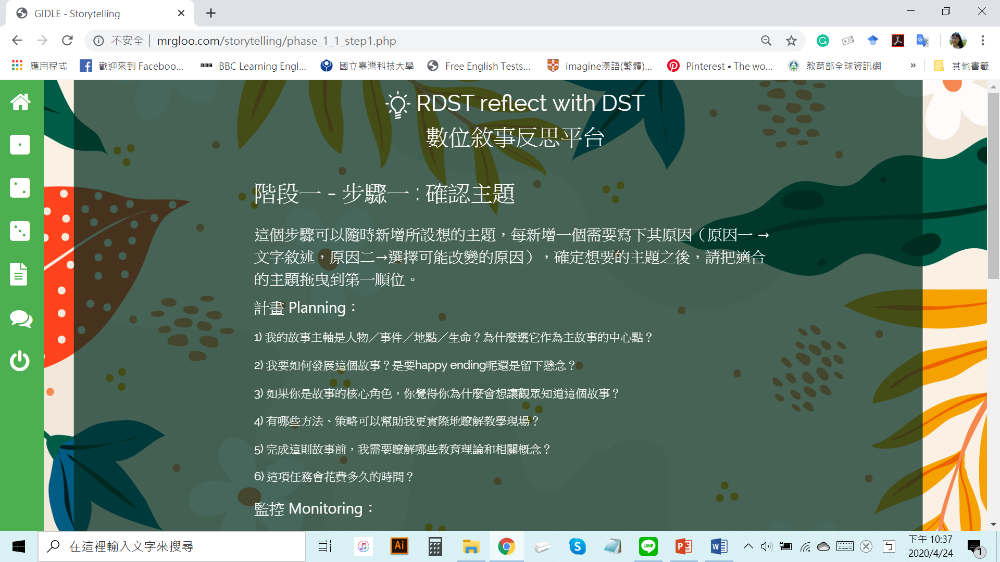 GIDLE - Storytelling
不安全 mrgloo.com/storytelling/phase_1_1_step1.php
應用程式 歡迎來到 Faceboo... BBC BBC Learning Engl... 國立臺灣科技大學 Free English Tests... imagine漢語(繁體)... Pinterest • The wo... 教育部全球資訊網 » 其他書籤
RDST reflect with DST
數位敘事反思平台
階段一 - 步驟一 : 確認主題
這個步驟可以隨時新增所設想的主題，每新增一個需要寫下其原因（原因一 →
文字敘述，原因二→選擇可能改變的原因），確定想要的主題之後，請把適合
的主題拖曳到第一順位。
計畫 Planning：
1) 我的故事主軸是人物／事件／地點／生命？為什麼選它作為主故事的中心點？
2) 我要如何發展這個故事？是要happy ending呢還是留下懸念？
3) 如果你是故事的核心角色，你覺得你為什麼會想讓觀眾知道這個故事？
4) 有哪些方法、策略可以幫助我更實際地瞭解教學現場？
5) 完成這則故事前，我需要瞭解哪些教育理論和相關概念？
6) 這項任務會花費多久的時間？
監控 Monitoring：
在這裡輸入文字來搜尋
Ai
S
LINE
ㄅ
下午 10:37
2020/4/24
1